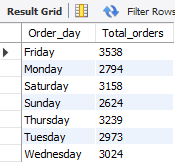 Result Grid Filter Rows
Order_day Total_orders
Friday 3538
Monday 2794
Saturday 3158
Sunday 2624
Thursday 3239
Tuesday 2973
Wednesday 3024